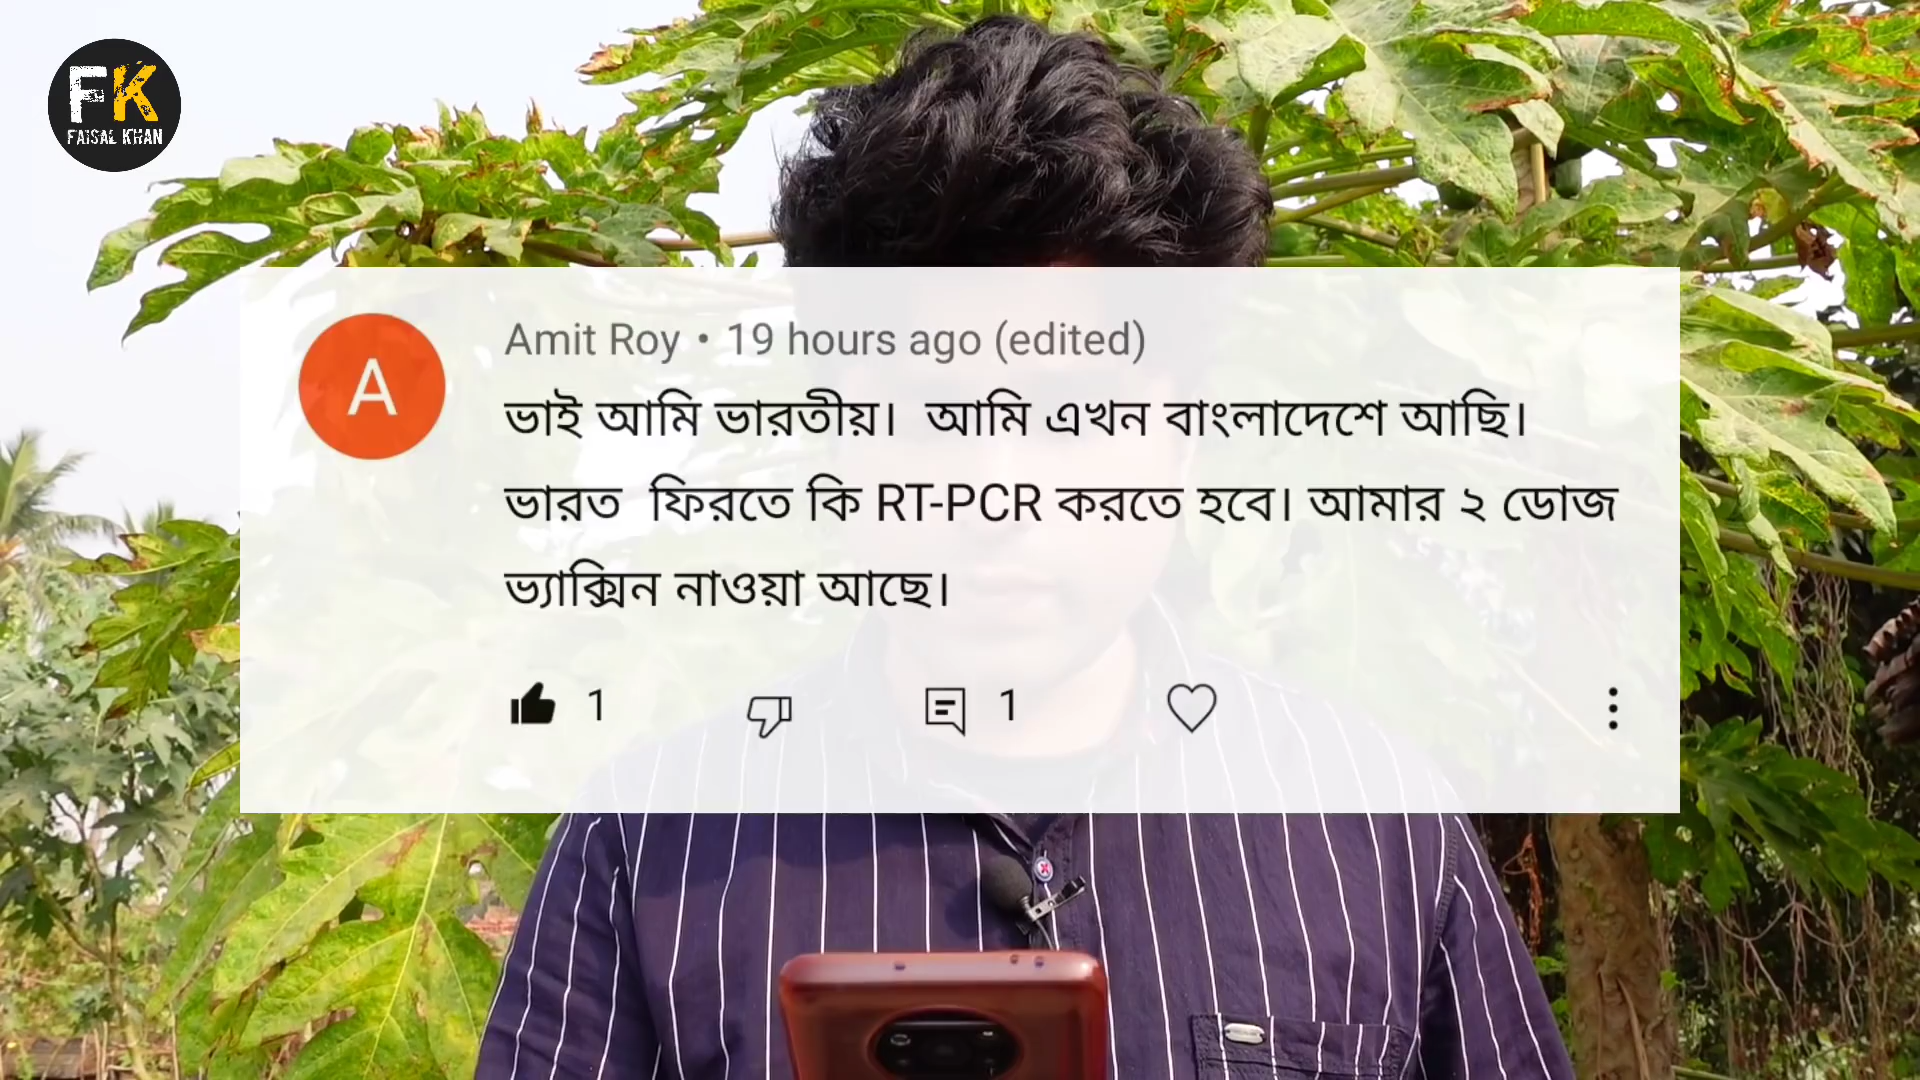 FK
FAISAL KHAN
Amit Roy • 19 hours ago (edited)
ভাই আমি ভারতীয়। আমি এখন বাংলাদেশে আছি।
ভারত ফিরতে কি RT-PCR করতে হবে। আমার ২ ডোজ
ভ্যাক্সিন নাওয়া আছে।
1
1